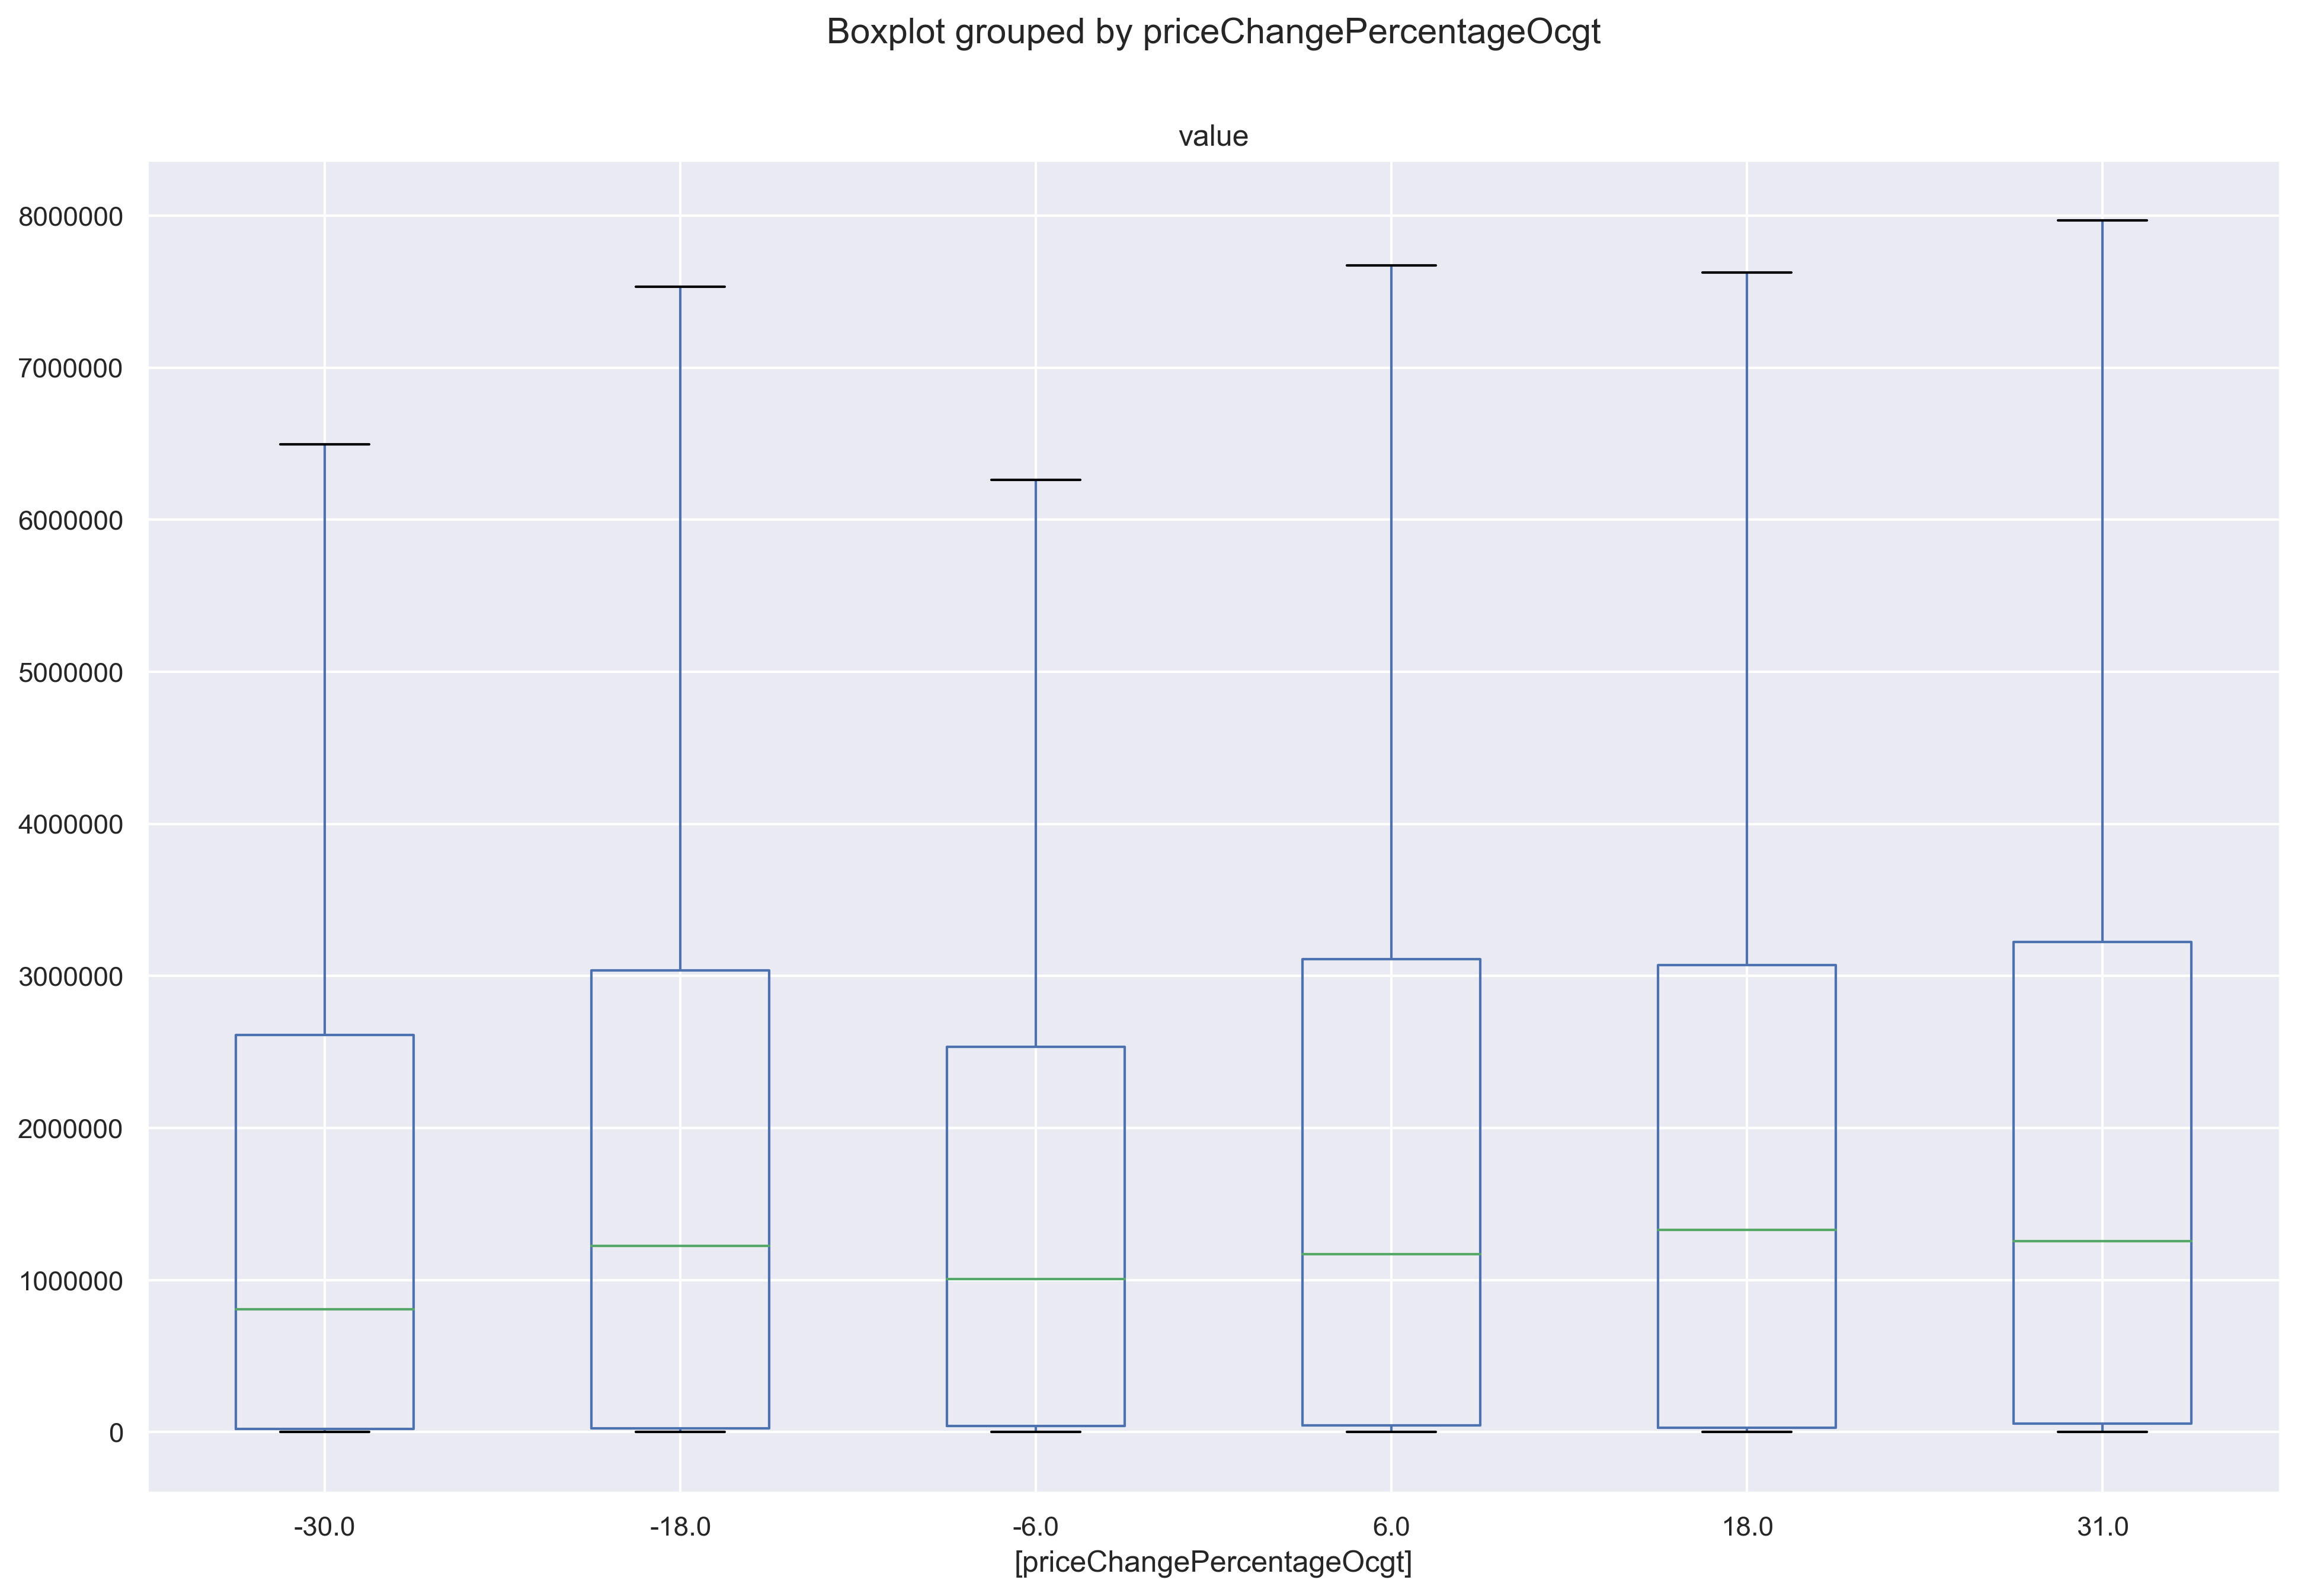 Boxplot grouped by priceChangePercentageOcgt
value
8000000
7000000
6000000
5000000
4000000
3000000
2000000
1000000
0
-30.0 -18.0 -6.0 6.0 18.0 31.0
[priceChangePercentageOcgt]